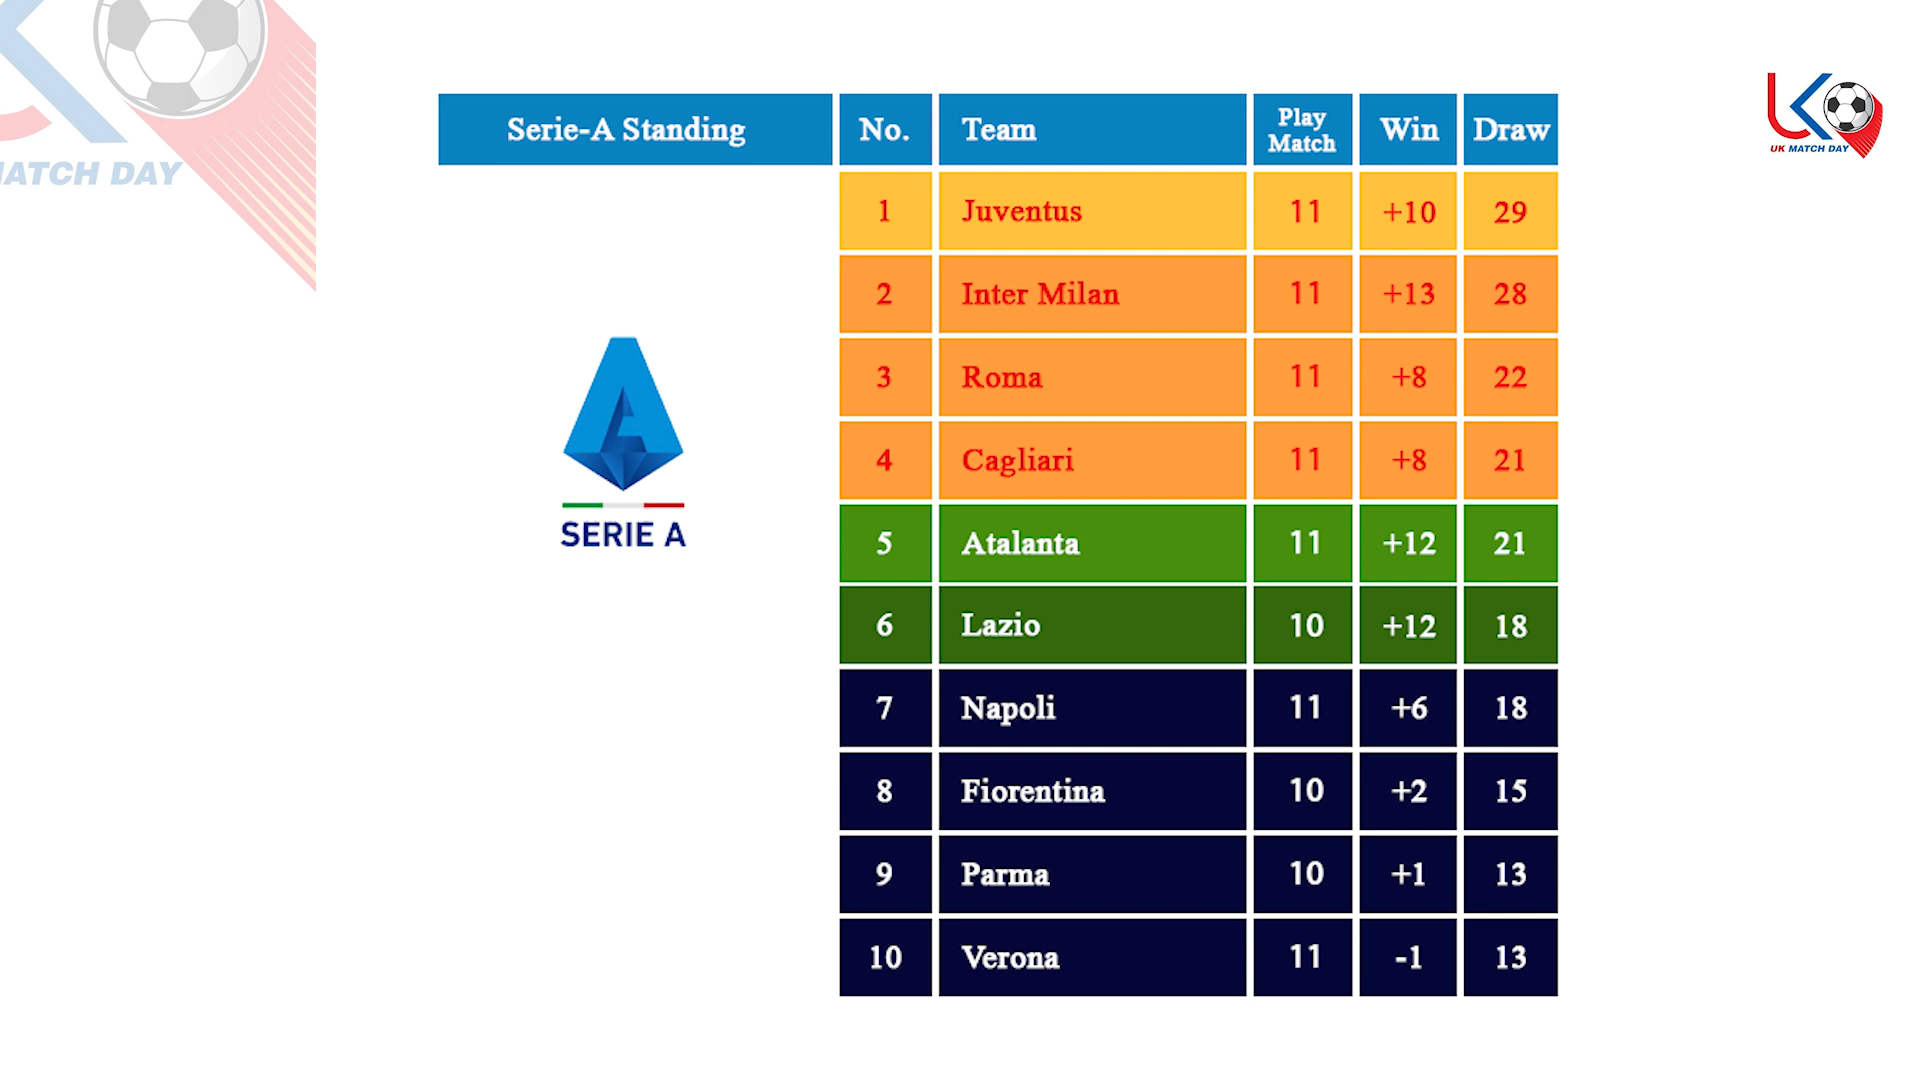 MATCH DAY
UK MATCH DAY
Serie-A Standing No. Team Play Match Win Draw
1 Juventus 11 +10 29
2 Inter Milan 11 +13 28
3 Roma 11 +8 22
4 Cagliari 11 +8 21
5 Atalanta 11 +12 21
6 Lazio 10 +12 18
7 Napoli 11 +6 18
8 Fiorentina 10 +2 15
9 Parma 10 +1 13
10 Verona 11 -1 13
SERIE A